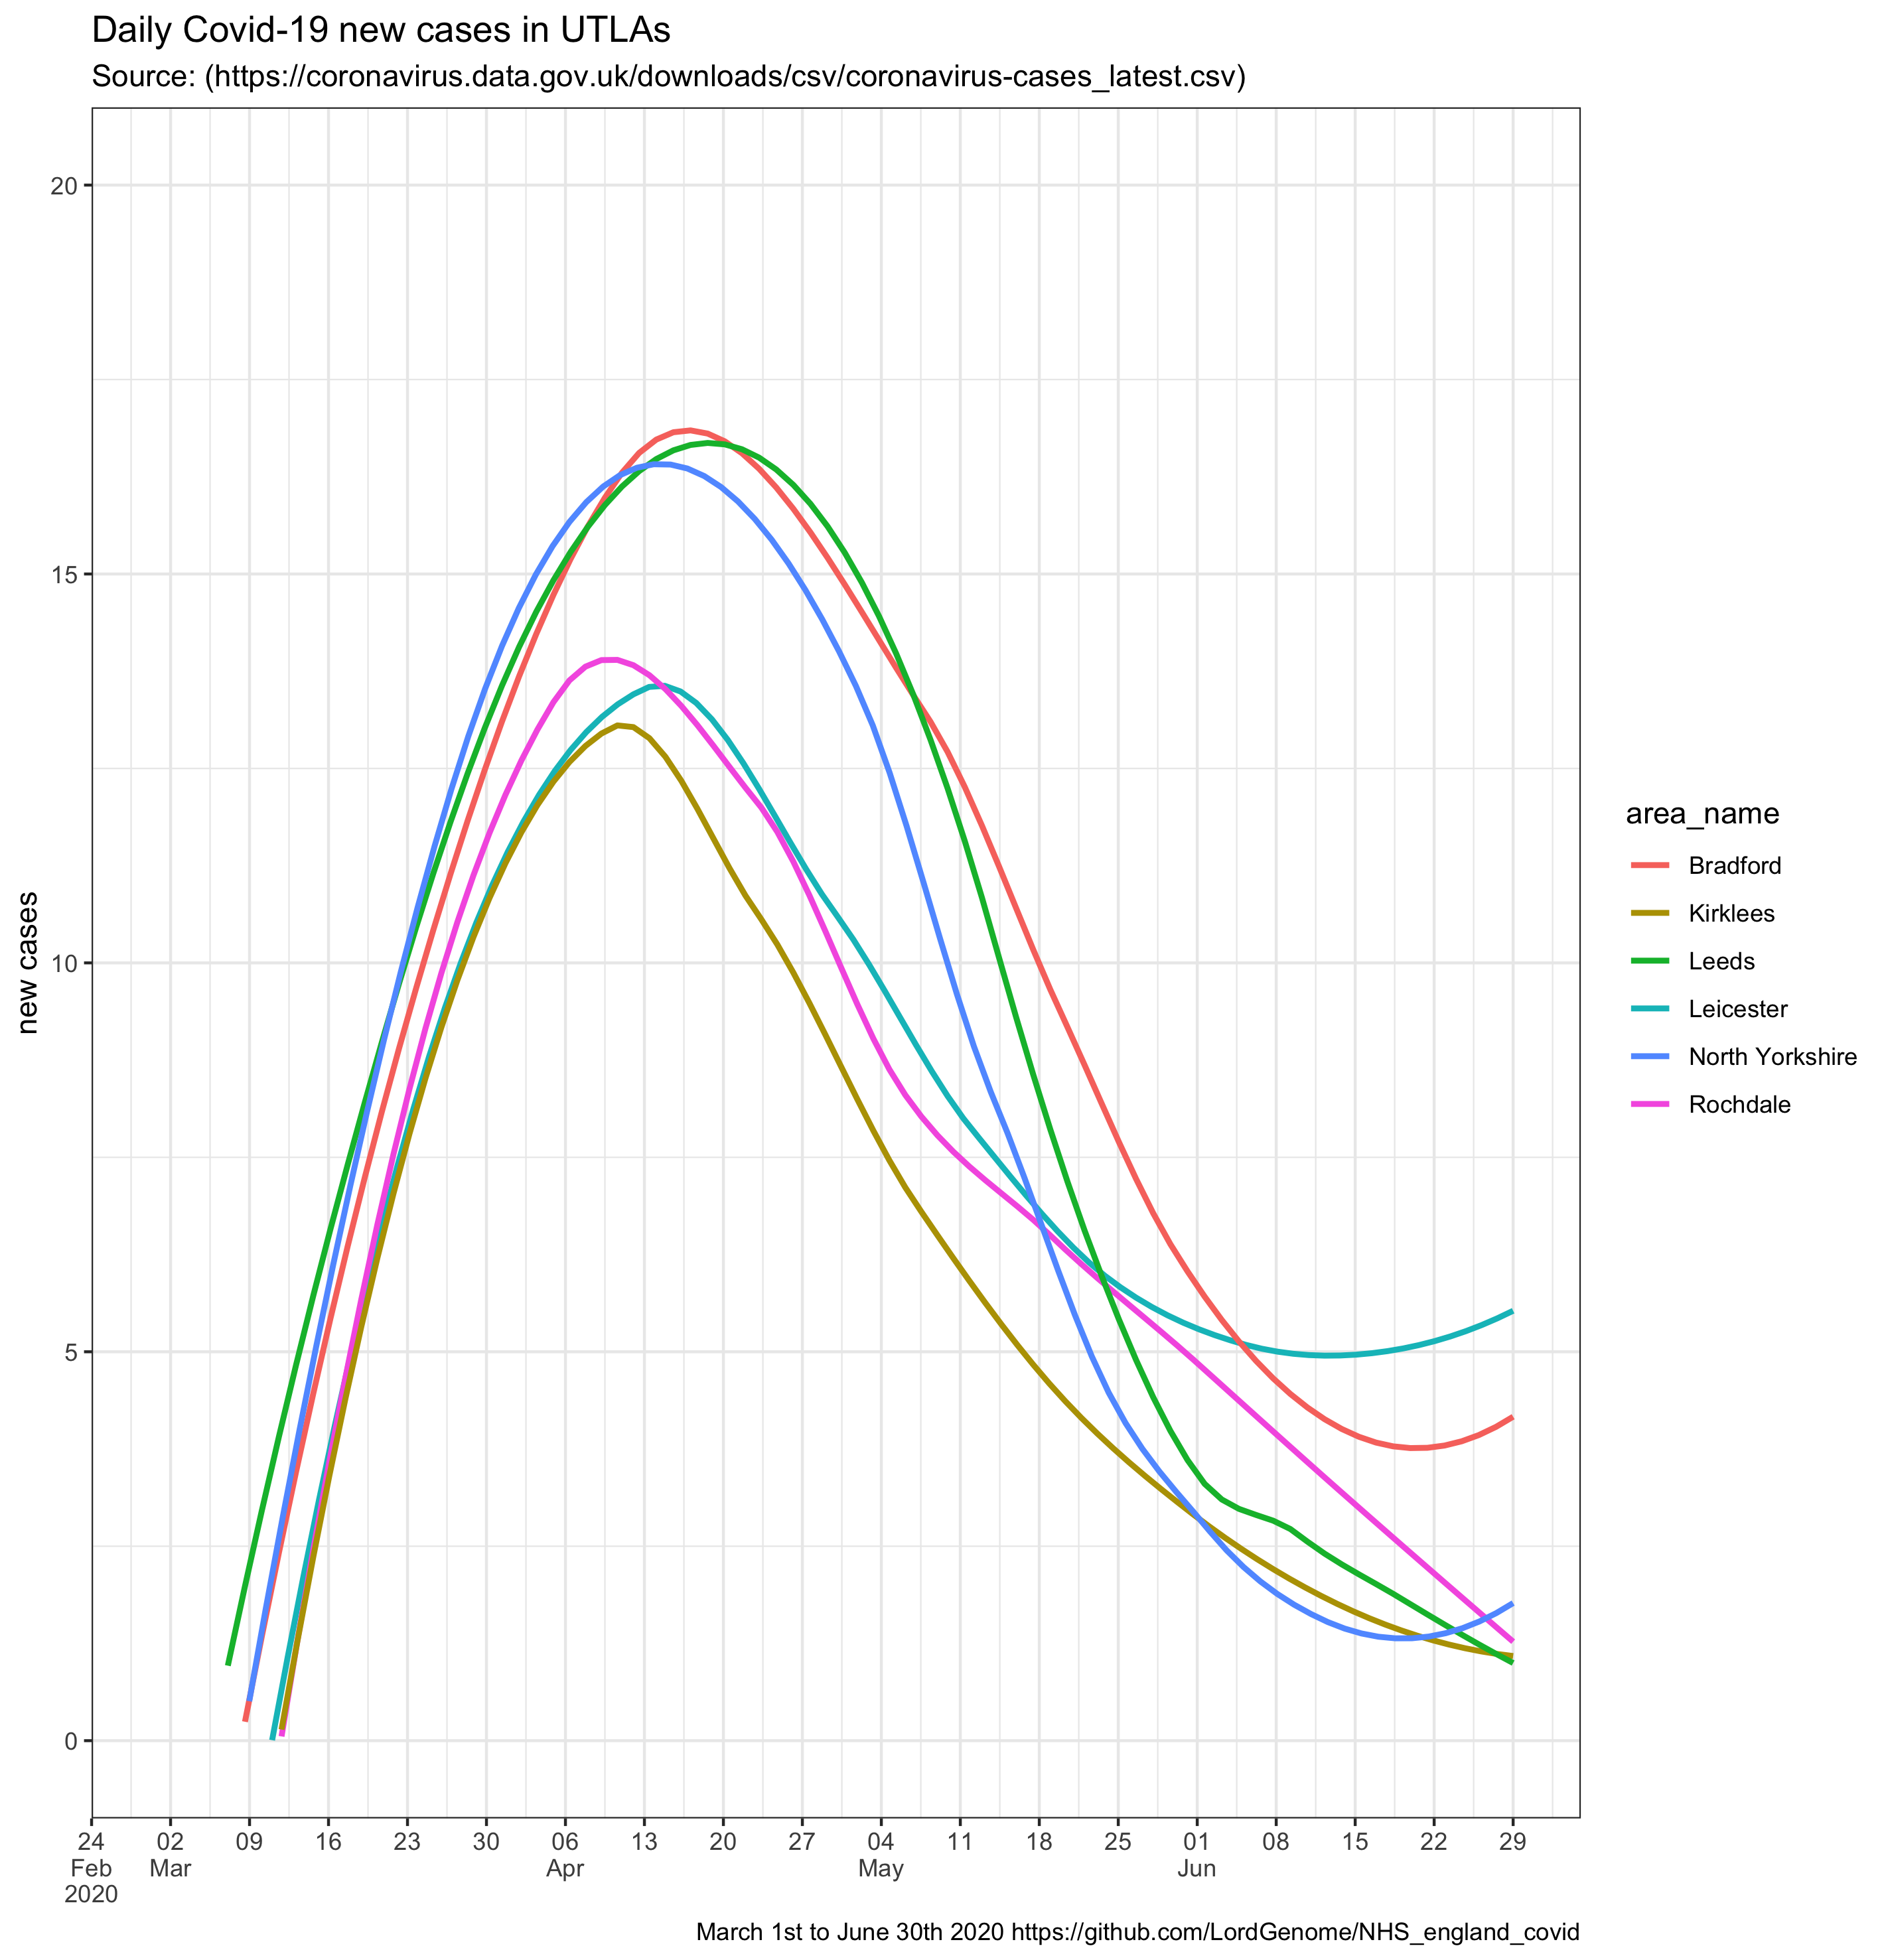 Daily Covid-19 new cases in UTLAs
Source: (https://coronavirus.data.gov.uk/downloads/csv/coronavirus-cases_latest.csv)
20
15
10
5
0
new cases
24 02 09 16 23 30 06 13 20 27 04 11 18 25 01 08 15 22 29
Feb Mar Apr May Jun
2020
area_name
Bradford
Kirklees
Leeds
Leicester
North Yorkshire
Rochdale
March 1st to June 30th 2020 https://github.com/LordGenome/NHS_england_covid